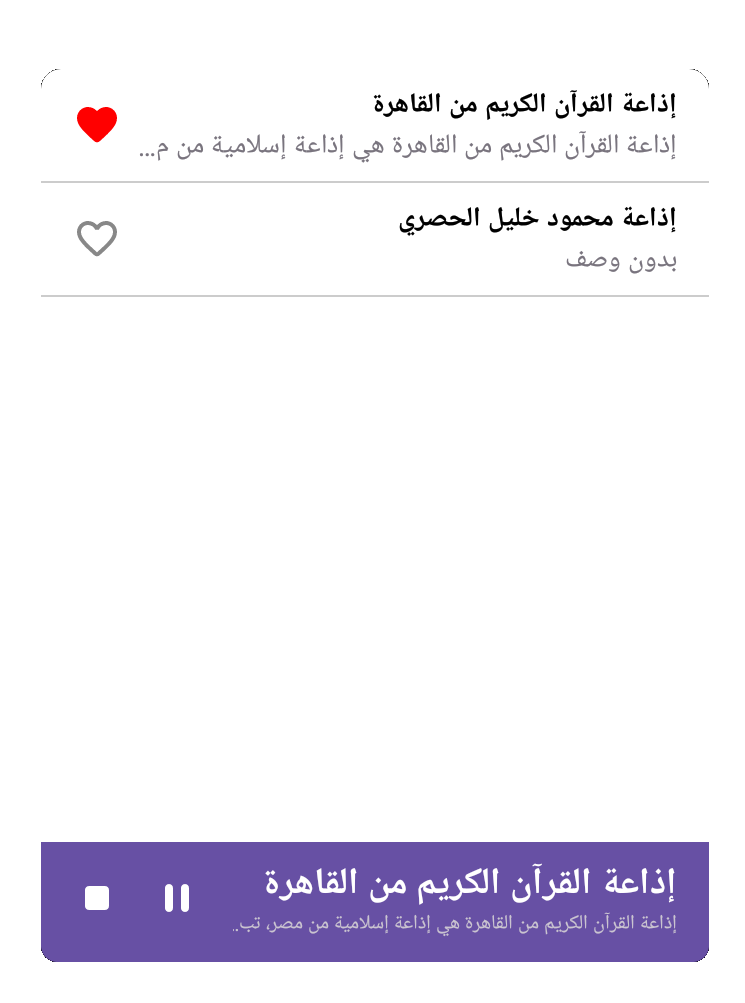 إذاعة القرآن الكريم من القاهرة
إذاعة القرآن الكريم من القاهرة هي إذاعة إسلامية من م...
إذاعة محمود خليل الحصري
بدون وصف
إذاعة القرآن الكريم من القاهرة
إذاعة القرآن الكريم من القاهرة هي إذاعة إسلامية من مصر، تب..